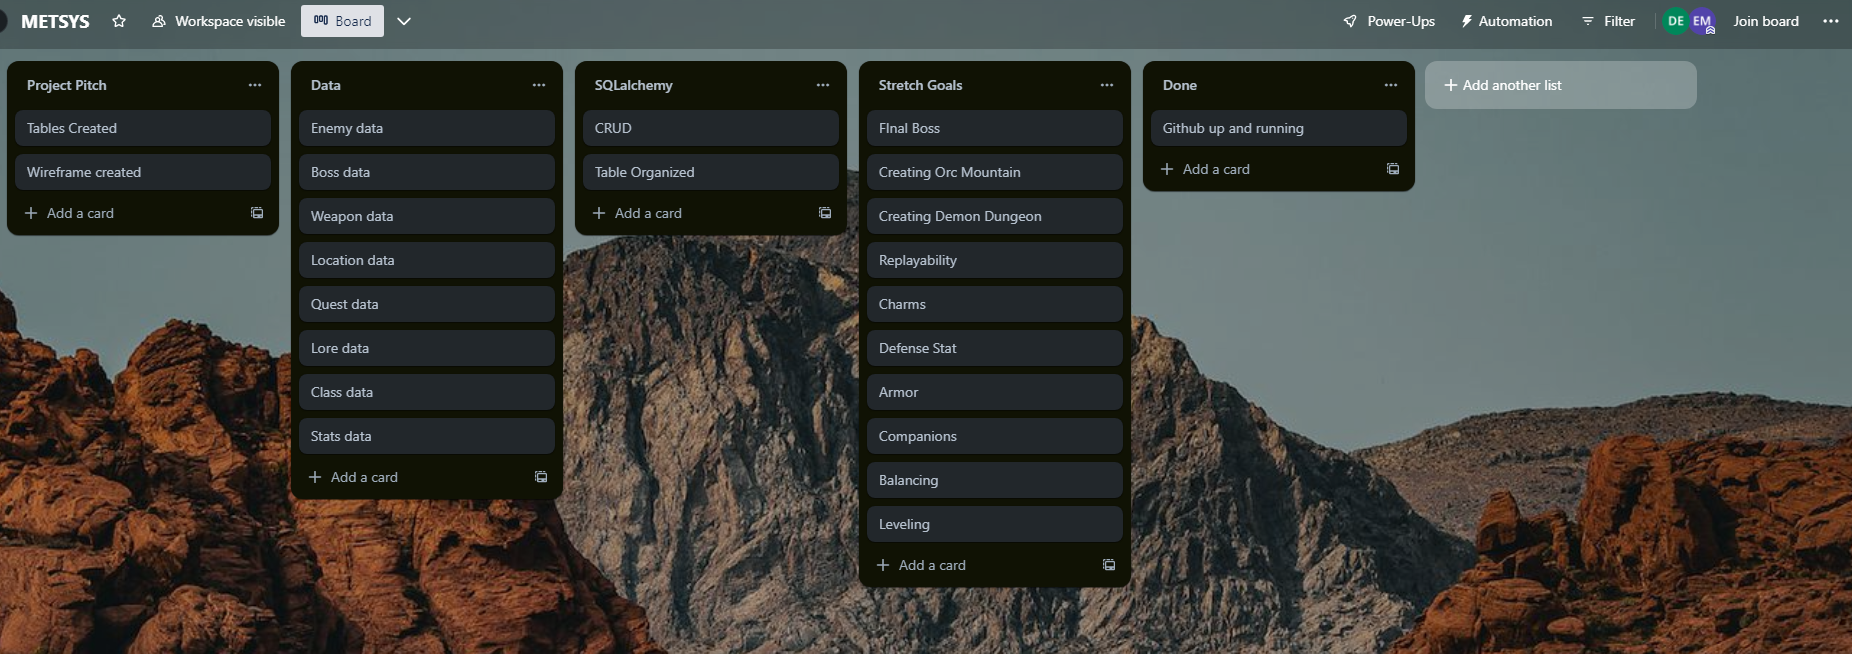 METSYS
Workspace visible
Board
Power-Ups
Automation
Filter
DE
EM
Join board
Project Pitch
Tables Created
Wireframe created
Add a card
Data
Enemy data
Boss data
Weapon data
Location data
Quest data
Lore data
Class data
Stats data
Add a card
SQLalchemy
CRUD
Table Organized
Add a card
Stretch Goals
FInal Boss
Creating Orc Mountain
Creating Demon Dungeon
Replayability
Charms
Defense Stat
Armor
Companions
Balancing
Leveling
Add a card
Done
Github up and running
Add a card
Add another list